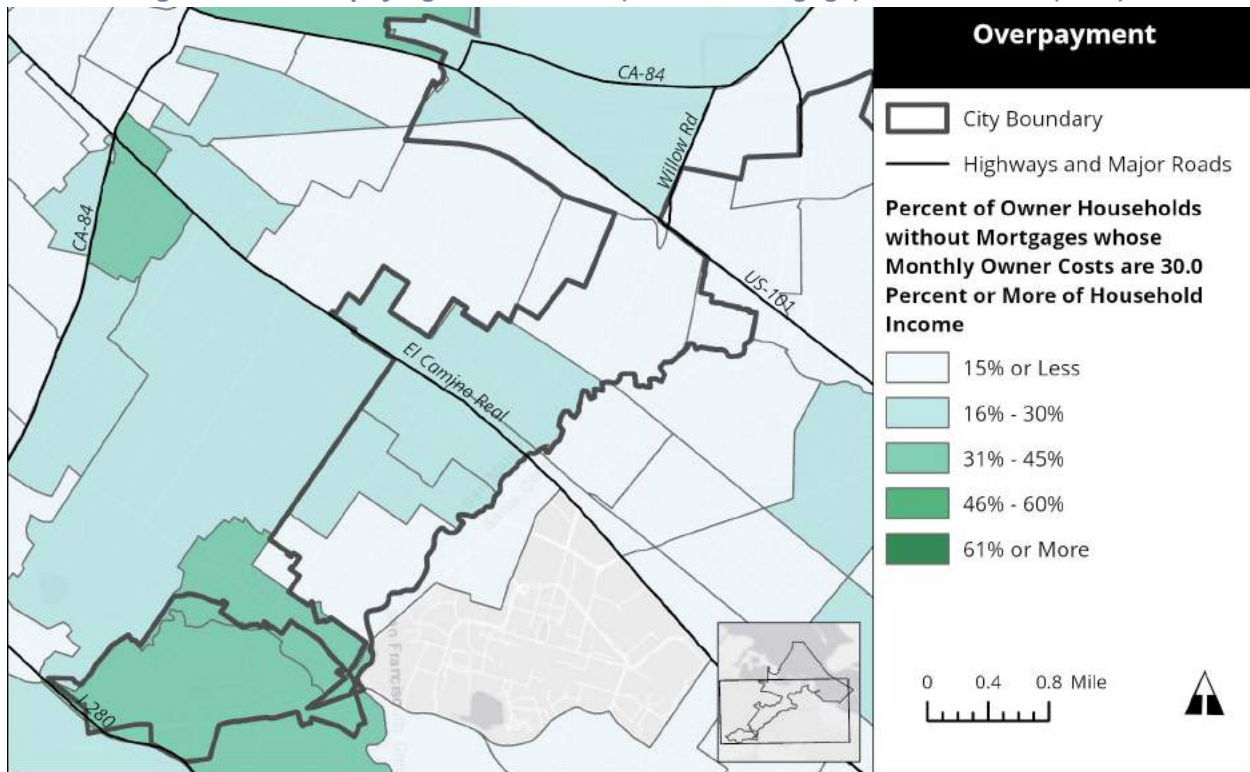 Overpayment
City Boundary
Highways and Major Roads
Percent of Owner Households
without Mortgages whose
Monthly Owner Costs are 30.0
Percent or More of Household
Income
15% or Less
16% - 30%
31% - 45%
46% - 60%
61% or More
0 0.4 0.8 Mile
CA-84
Willow Rd
CA-84
US-101
El Camino Real
I-280